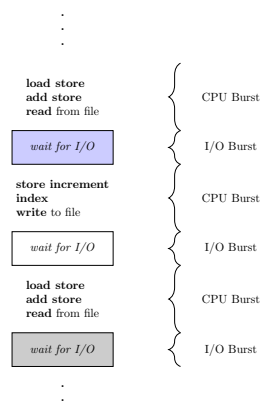 .
.
.
load store
add store
read from file
CPU Burst
wait for I/O
I/O Burst
store increment
index
write to file
CPU Burst
wait for I/O
I/O Burst
load store
add store
read from file
CPU Burst
wait for I/O
I/O Burst
.
.